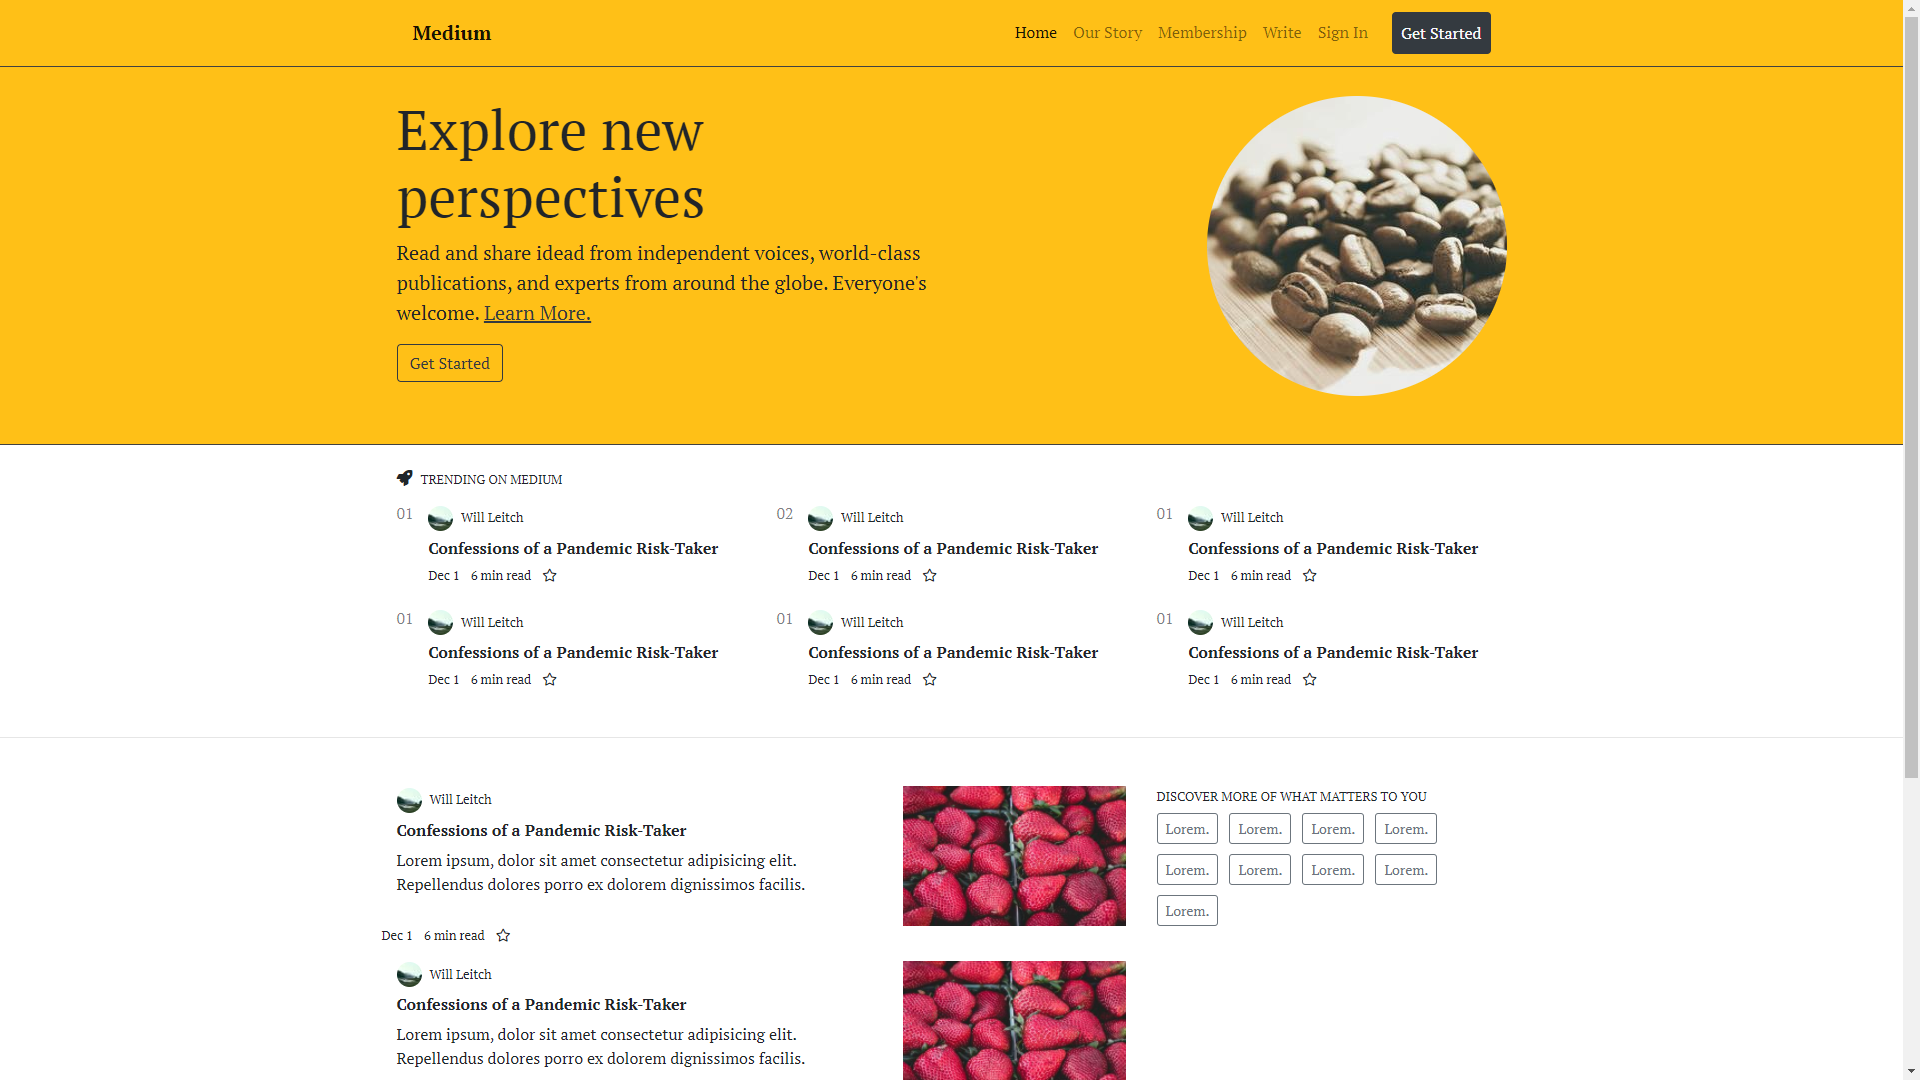 Medium
Home Our Story Membership Write Sign In Get Started
Explore new
perspectives
Read and share idead from independent voices, world-class
publications, and experts from around the globe. Everyone's
welcome. Learn More.
Get Started
TRENDING ON MEDIUM
01 Will Leitch
Confessions of a Pandemic Risk-Taker
Dec 1 6 min read
02 Will Leitch
Confessions of a Pandemic Risk-Taker
Dec 1 6 min read
01 Will Leitch
Confessions of a Pandemic Risk-Taker
Dec 1 6 min read
01 Will Leitch
Confessions of a Pandemic Risk-Taker
Dec 1 6 min read
01 Will Leitch
Confessions of a Pandemic Risk-Taker
Dec 1 6 min read
01 Will Leitch
Confessions of a Pandemic Risk-Taker
Dec 1 6 min read
Will Leitch
Confessions of a Pandemic Risk-Taker
Lorem ipsum, dolor sit amet consectetur adipisicing elit.
Repellendus dolores porro ex dolorem dignissimos facilis.
Dec 1 6 min read
Will Leitch
Confessions of a Pandemic Risk-Taker
Lorem ipsum, dolor sit amet consectetur adipisicing elit.
Repellendus dolores porro ex dolorem dignissimos facilis.
DISCOVER MORE OF WHAT MATTERS TO YOU
Lorem. Lorem. Lorem. Lorem.
Lorem. Lorem. Lorem. Lorem.
Lorem.